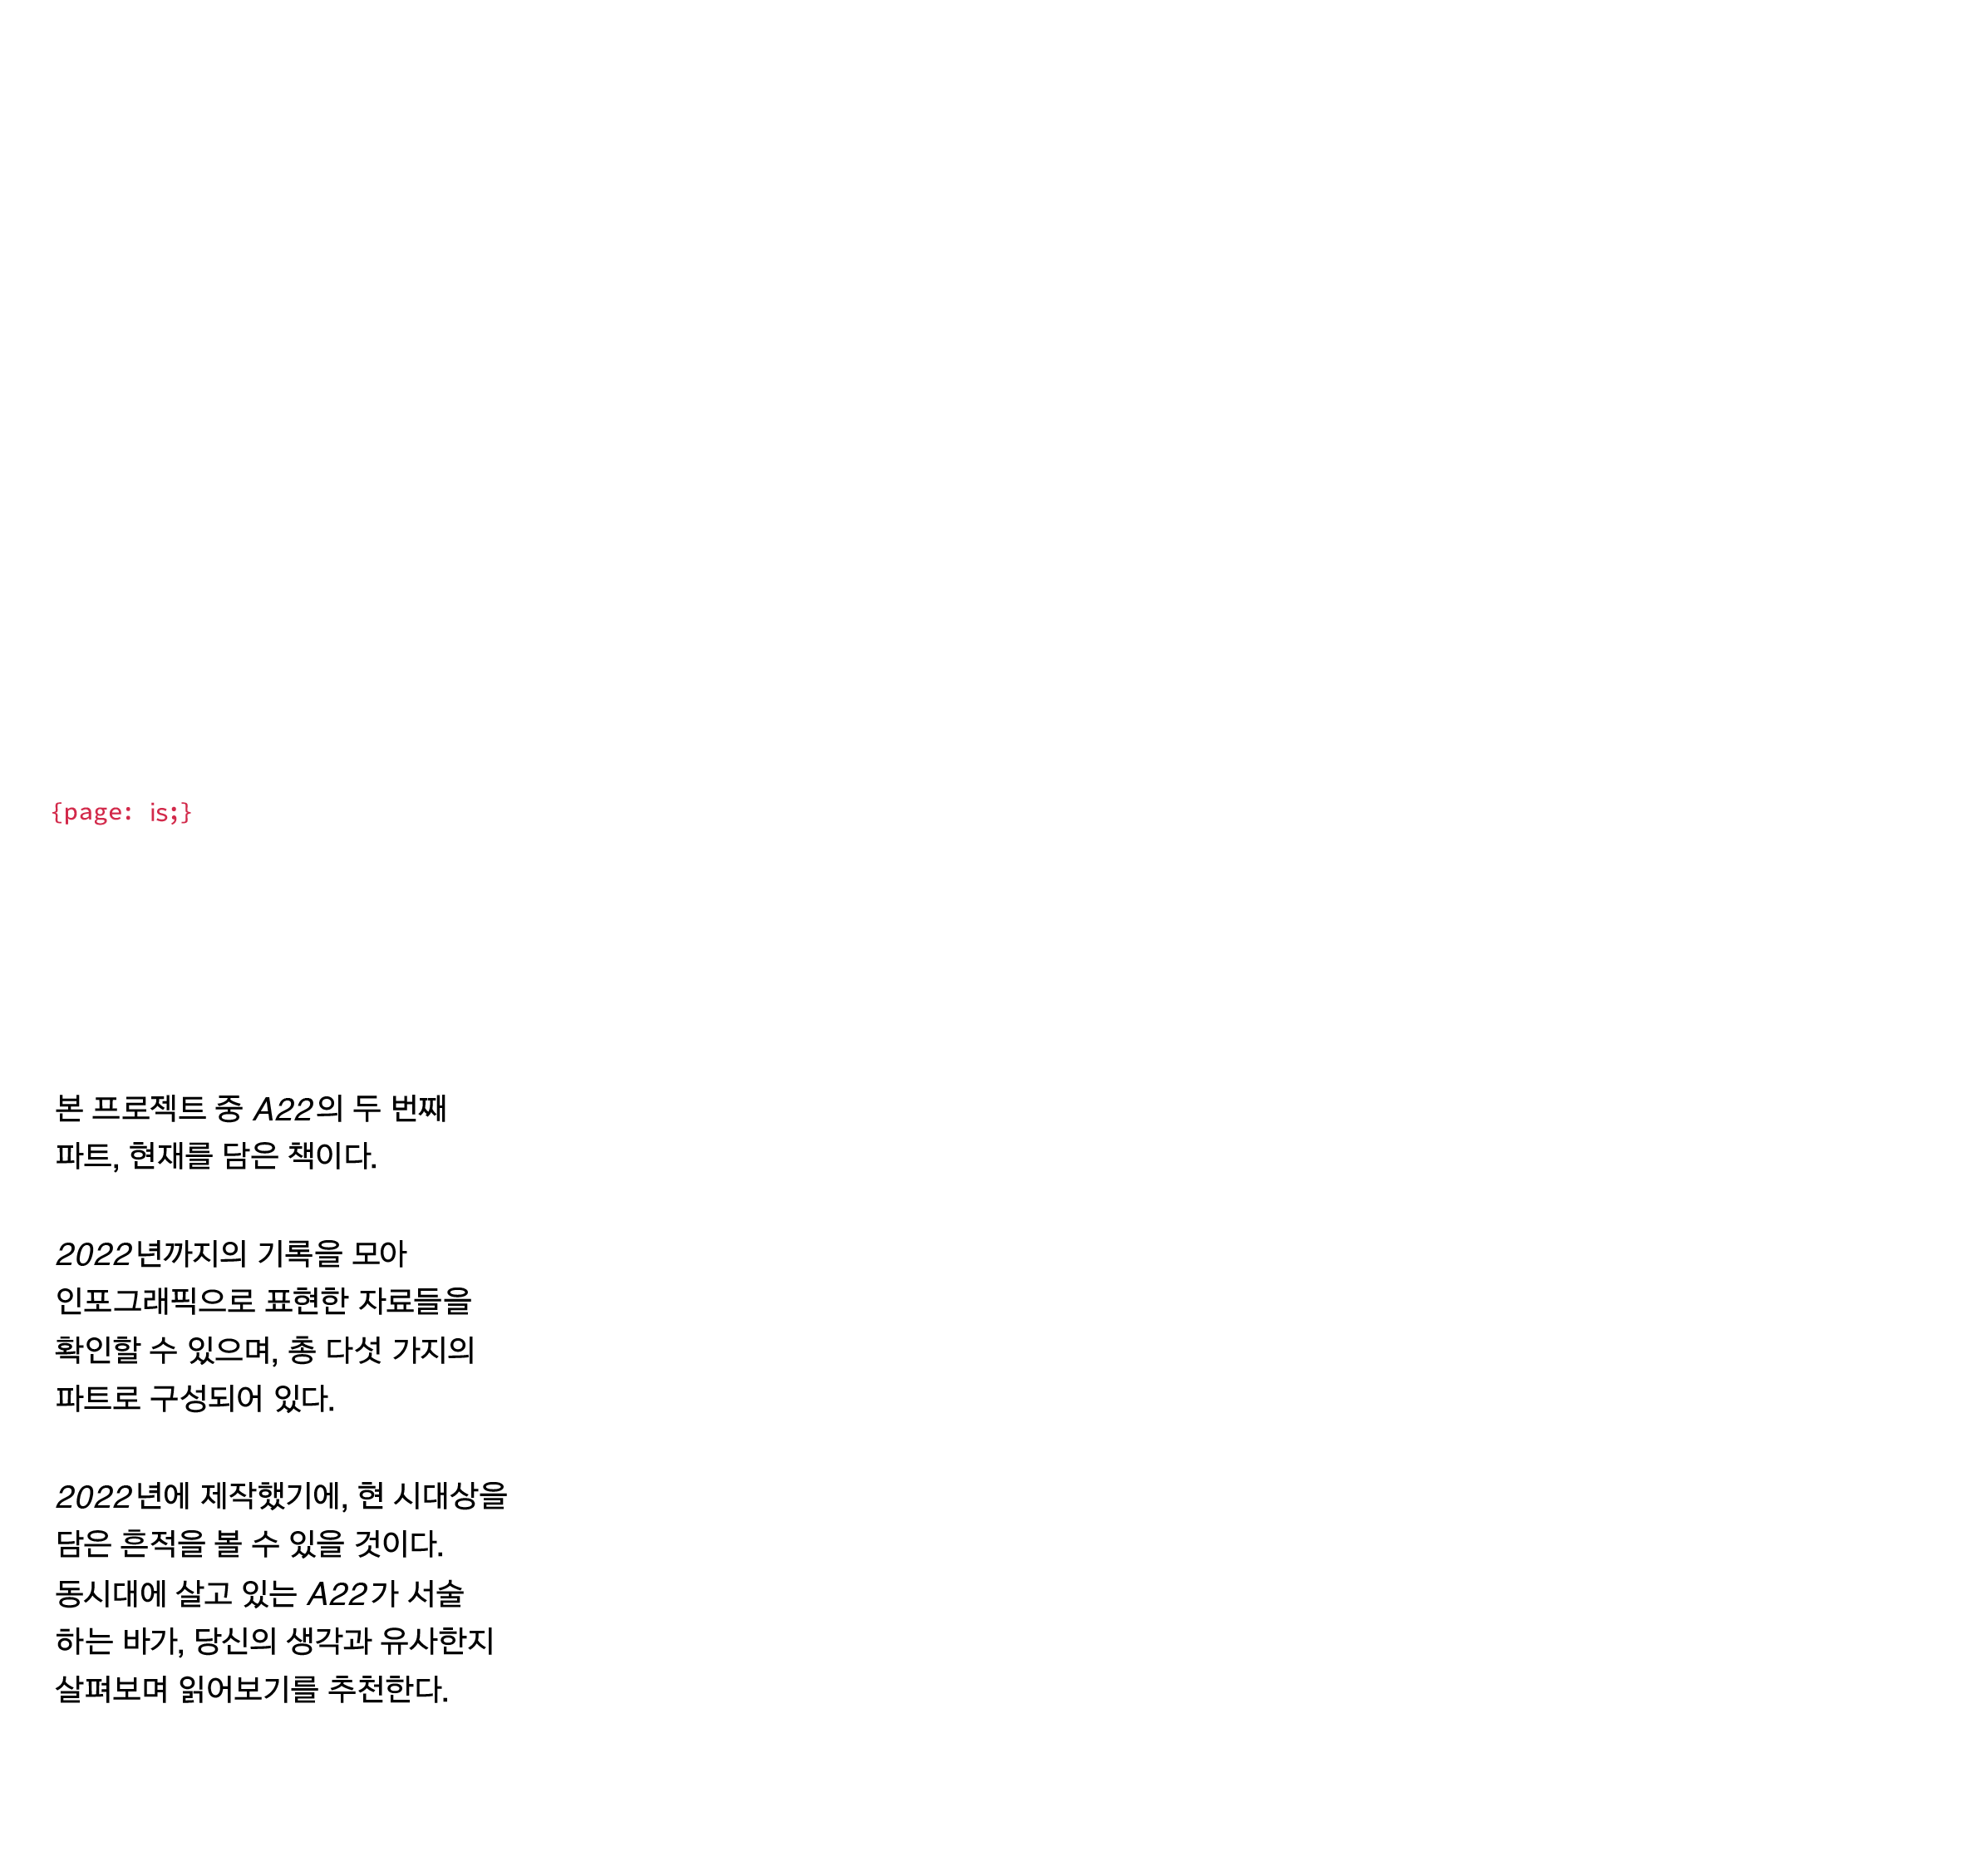 {page: is;}
본 프로젝트 중 A22의 두 번째
파트, 현재를 담은 책이다.
2022년까지의 기록을 모아
인포그래픽으로 표현한 자료들을
확인할 수 있으며, 총 다섯 가지의
파트로 구성되어 있다.
2022년에 제작했기에, 현 시대상을
담은 흔적을 볼 수 있을 것이다.
동시대에 살고 있는 A22가 서술
하는 바가, 당신의 생각과 유사한지
살펴보며 읽어보기를 추천한다.